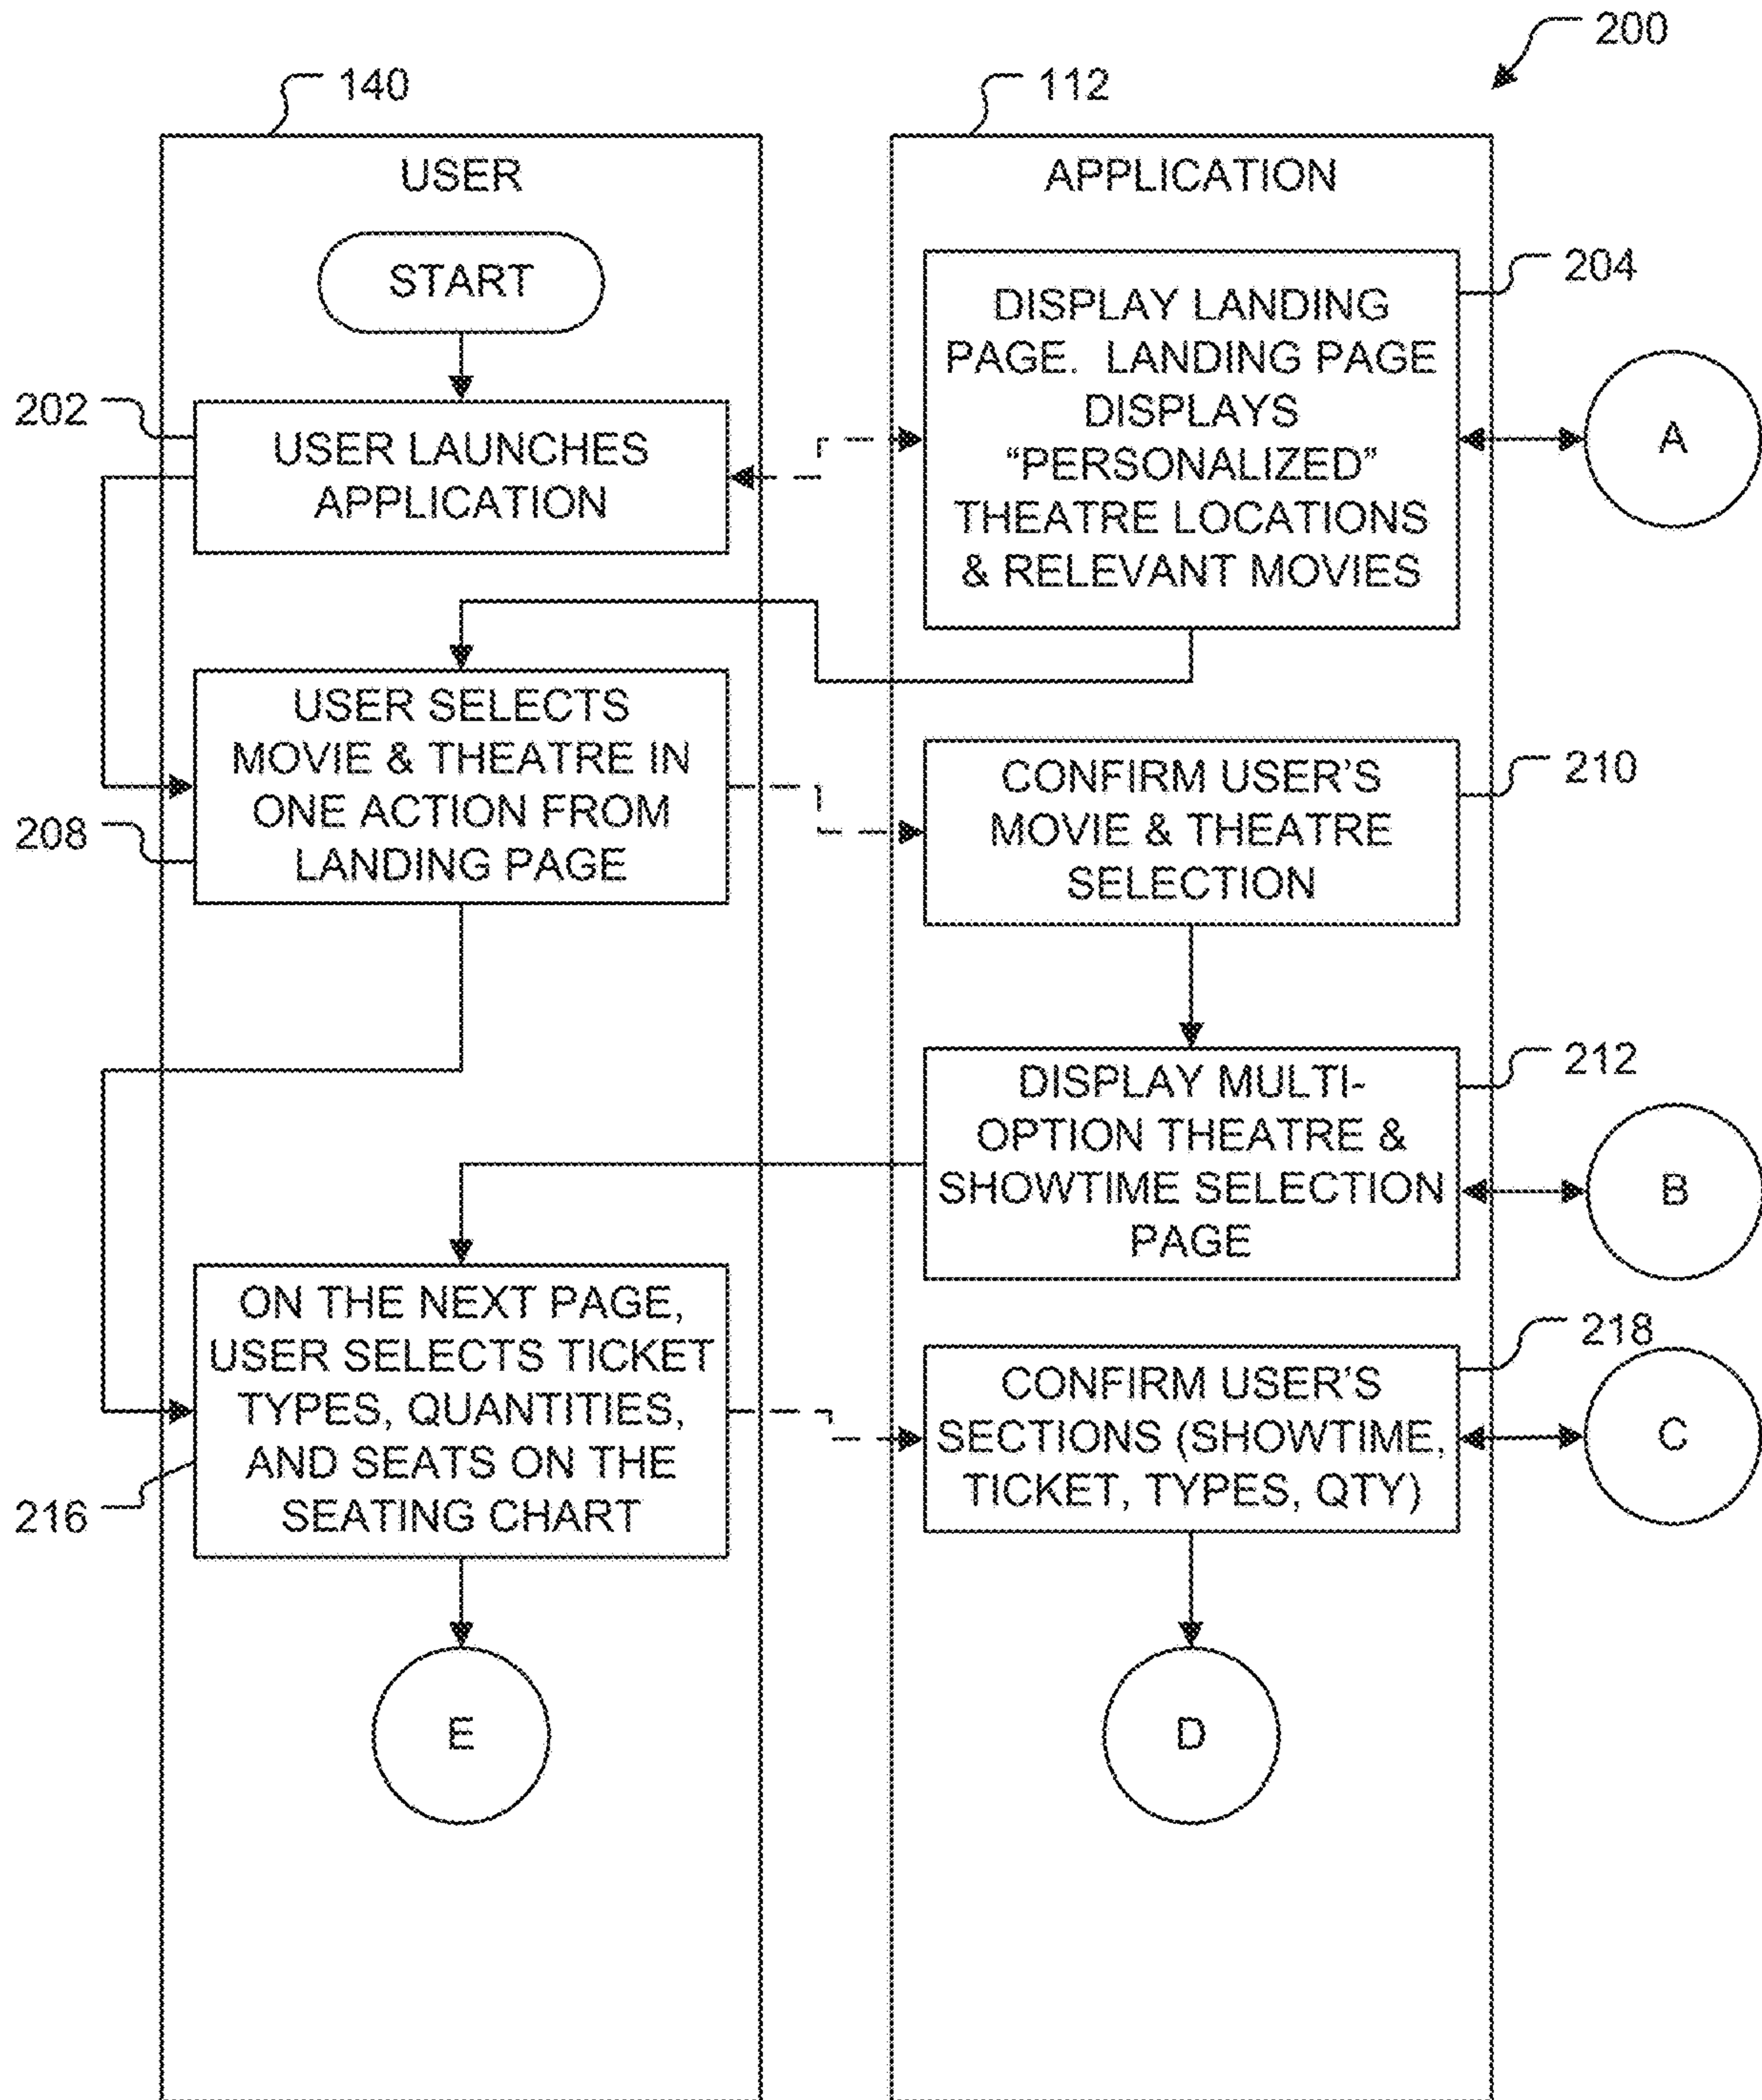 200
140
112
USER
APPLICATION
START
204
DISPLAY LANDING
PAGE. LANDING PAGE
DISPLAYS
“PERSONALIZED”
THEATRE LOCATIONS
& RELEVANT MOVIES
A
202
USER LAUNCHES
APPLICATION
USER SELECTS
MOVIE & THEATRE IN
ONE ACTION FROM
LANDING PAGE
208
210
CONFIRM USER’S
MOVIE & THEATRE
SELECTION
212
DISPLAY MULTI-
OPTION THEATRE &
SHOWTIME SELECTION
PAGE
B
ON THE NEXT PAGE,
USER SELECTS TICKET
TYPES, QUANTITIES,
AND SEATS ON THE
SEATING CHART
216
218
CONFIRM USER’S
SECTIONS (SHOWTIME,
TICKET, TYPES, QTY)
C
E
D